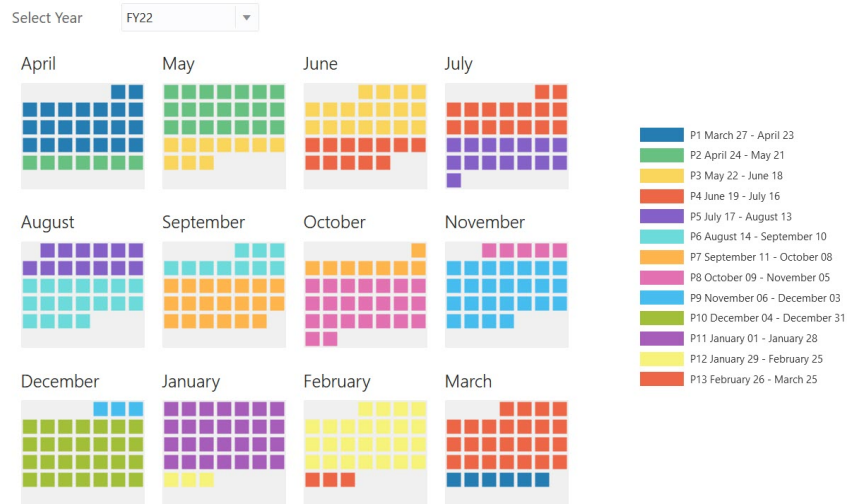 Select Year
FY22
April
May
June
July
P1 March 27 - April 23
P2 April 24 - May 21
P3 May 22 - June 18
P4 June 19 - July 16
P5 July 17 - August 13
P6 August 14 - September 10
P7 September 11 - October 08
P8 October 09 - November 05
P9 November 06 - December 03
P10 December 04 - December 31
P11 January 01 - January 28
P12 January 29 - February 25
P13 February 26 - March 25
August
September
October
November
December
January
February
March